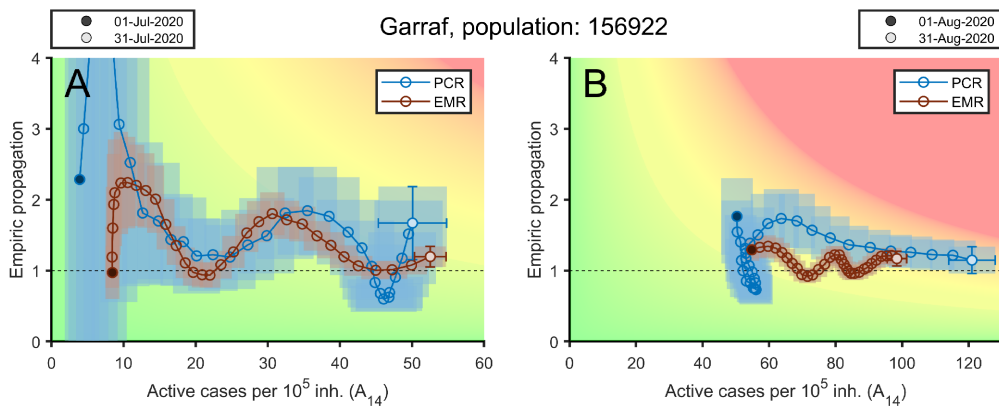 Garraf, population: 156922
01-Jul-2020
31-Jul-2020
01-Aug-2020
31-Aug-2020
A
PCR
EMR
Empiric propagation
0
1
2
3
4
0
10
20
30
40
50
60
Active cases per 10⁵ inh. (A₁₄)
B
PCR
EMR
Empiric propagation
0
1
2
3
4
0
20
40
60
80
100
120
Active cases per 10⁵ inh. (A₁₄)